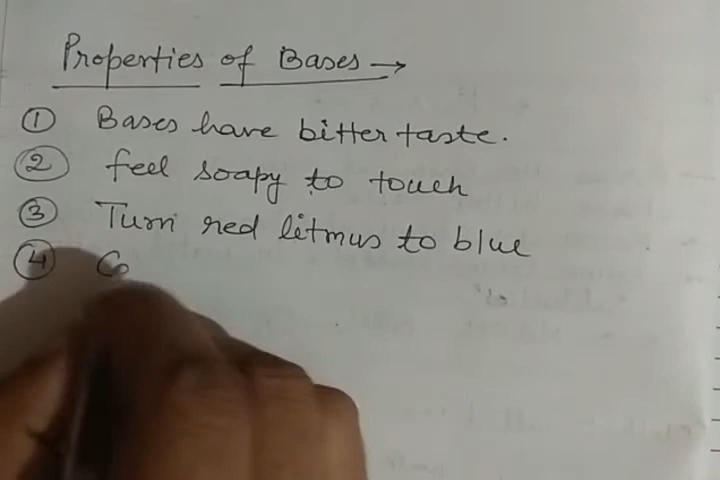 Properties of Bases →
① Bases have bitter taste.
② feel soapy to touch
③ Turn red litmus to blue
④ Co